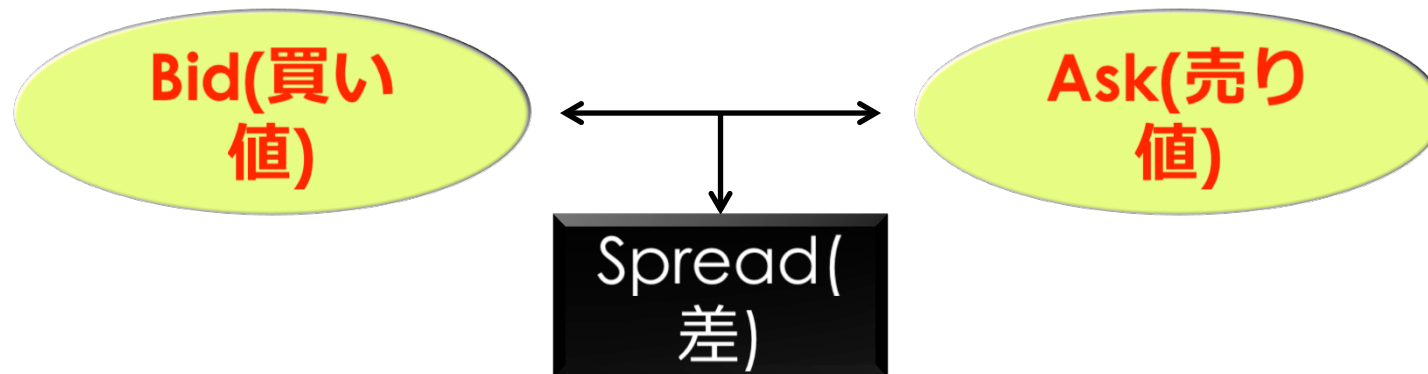 Bid(買い
値)
Ask(売り
値)
Spread(
差)